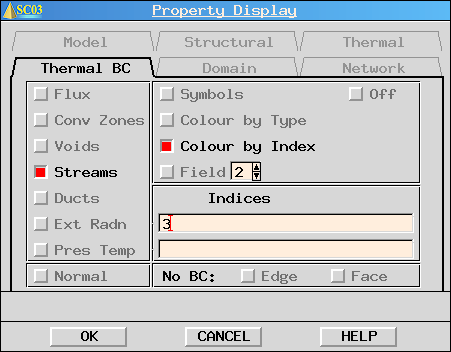 SC03 Property Display
Model Structural Thermal
Thermal BC Domain Network
Flux Symbols Off
Conv Zones Colour by Type
Voids Colour by Index
Streams Field 2
Ducts Indices
Ext Radn 3
Pres Temp
Normal No BC: Edge Face
OK CANCEL HELP